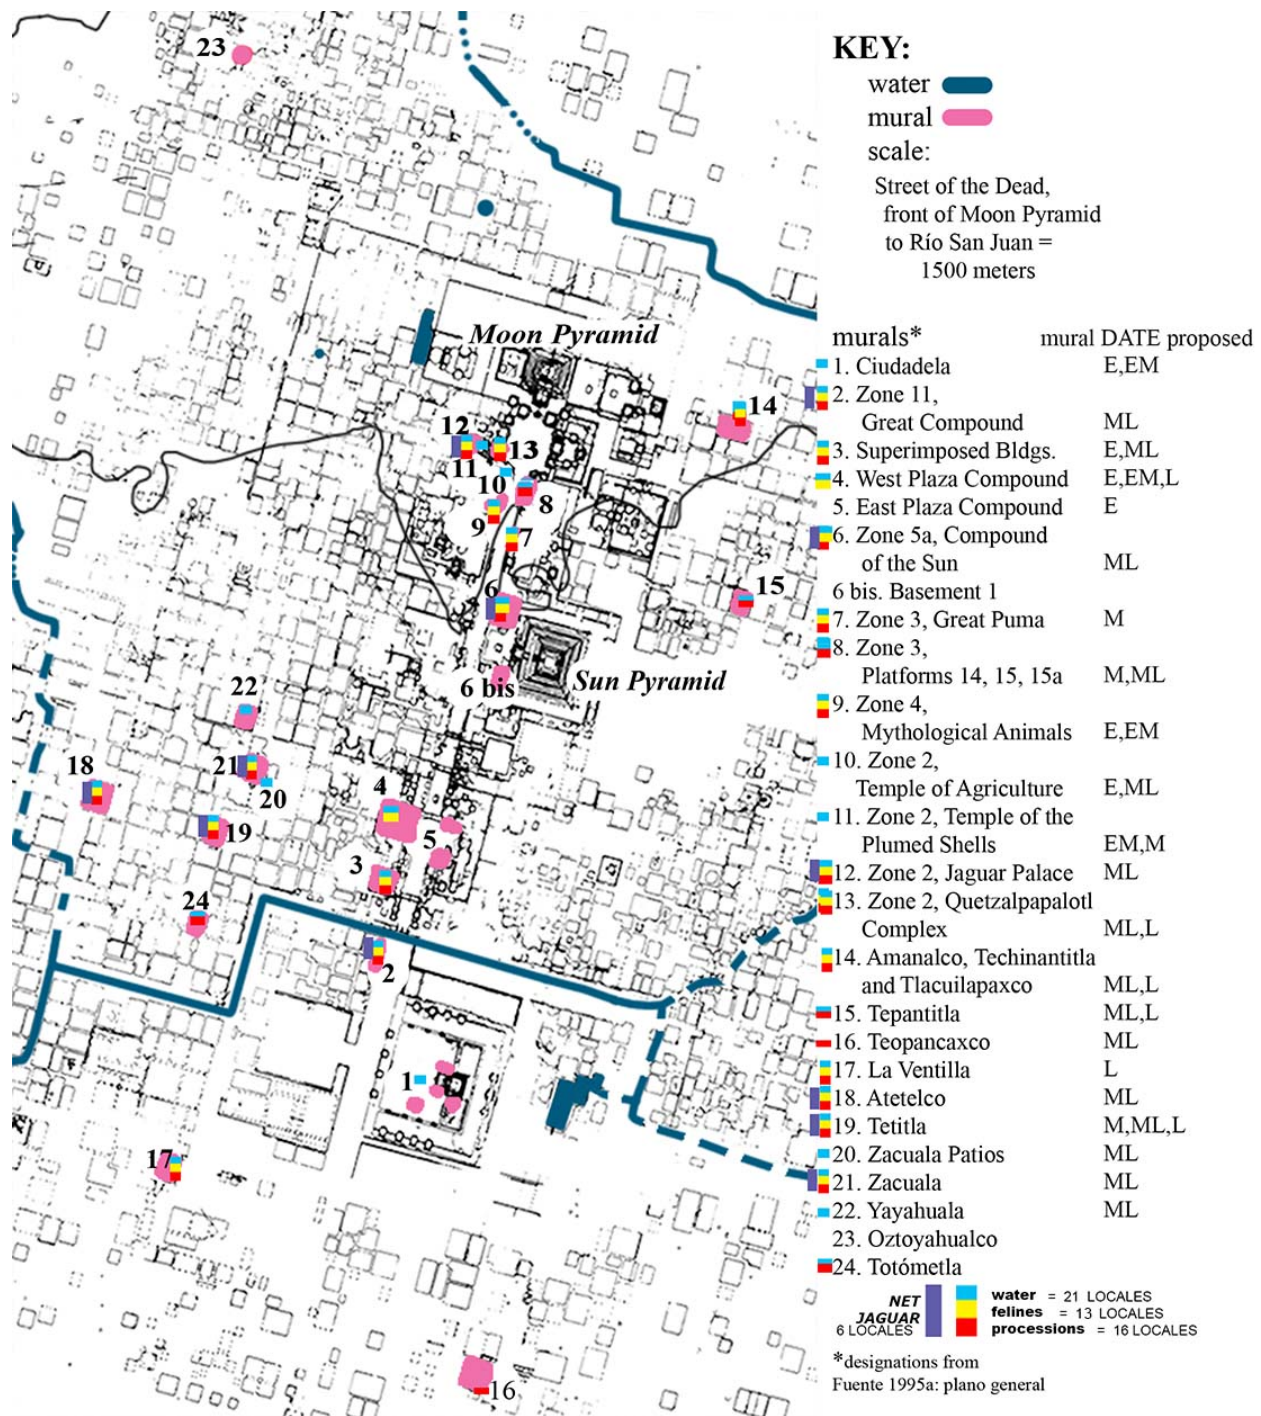 KEY:
water
mural
scale:
Street of the Dead,
front of Moon Pyramid
to Río San Juan =
1500 meters
murals* mural DATE proposed
1. Ciudadela E,EM
2. Zone 11,
Great Compound ML
3. Superimposed Bldgs. E,ML
4. West Plaza Compound E,EM,L
5. East Plaza Compound E
6. Zone 5a, Compound
of the Sun ML
6 bis. Basement 1
7. Zone 3, Great Puma M
8. Zone 3,
Platforms 14, 15, 15a M,ML
9. Zone 4,
Mythological Animals E,EM
10. Zone 2,
Temple of Agriculture E,ML
11. Zone 2, Temple of the
Plumed Shells EM,M
12. Zone 2, Jaguar Palace ML
13. Zone 2, Quetzalpapalotl
Complex ML,L
14. Amanalco, Techinantitla
and Tlacuilapaxco ML,L
15. Tepantitla ML,L
16. Teopancaxco ML
17. La Ventilla L
18. Atetelco ML
19. Tetitla M,ML,L
20. Zacuala Patios ML
21. Zacuala ML
22. Yayahuala ML
23. Oztoyahualco
24. Totómetla
NET
JAGUAR
6 LOCALES
water = 21 LOCALES
felines = 13 LOCALES
processions = 16 LOCALES
*designations from
Fuente 1995a: plano general
23
Moon Pyramid
14
12
13
11
10
8
9
7
6
15
Sun Pyramid
6 bis
22
21
18
20
4
19
5
3
24
2
1
17
16